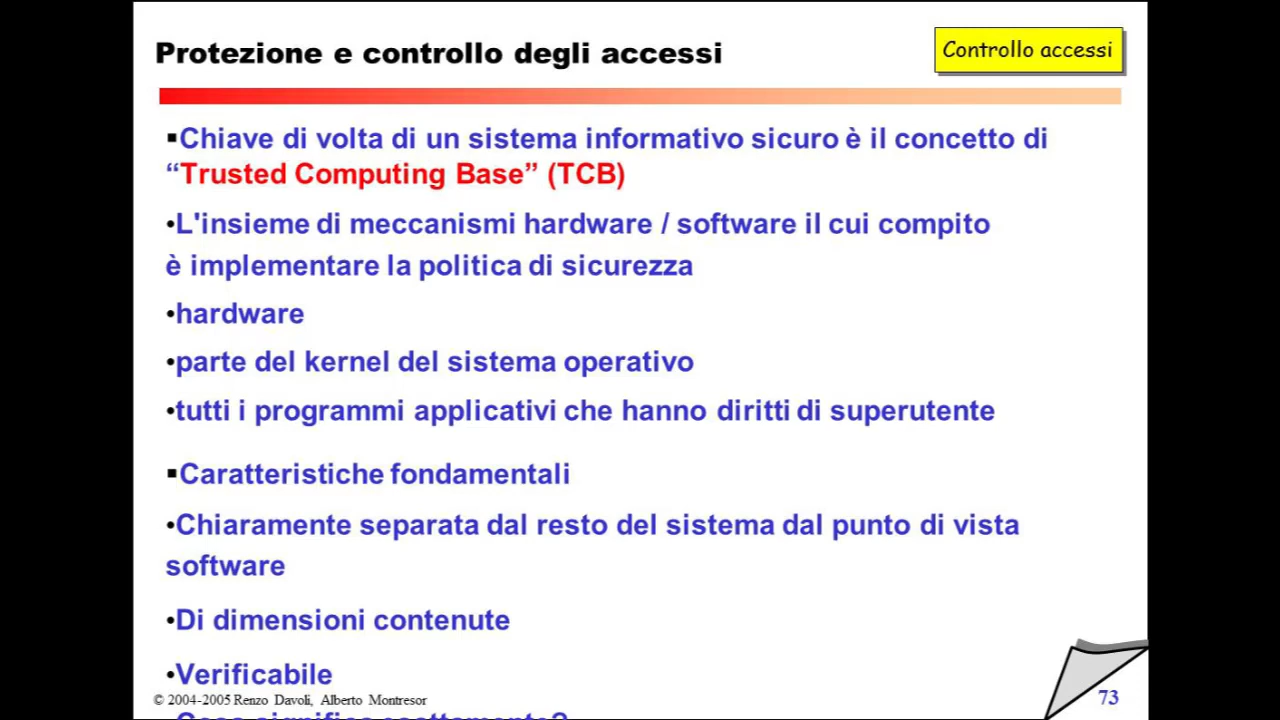 Protezione e controllo degli accessi
Controllo accessi
▪Chiave di volta di un sistema informativo sicuro è il concetto di
“Trusted Computing Base” (TCB)
•L'insieme di meccanismi hardware / software il cui compito
è implementare la politica di sicurezza
•hardware
•parte del kernel del sistema operativo
•tutti i programmi applicativi che hanno diritti di superutente
▪Caratteristiche fondamentali
•Chiaramente separata dal resto del sistema dal punto di vista
software
•Di dimensioni contenute
•Verificabile
© 2004-2005 Renzo Davoli, Alberto Montresor
73
•Cosa significa esattamente?